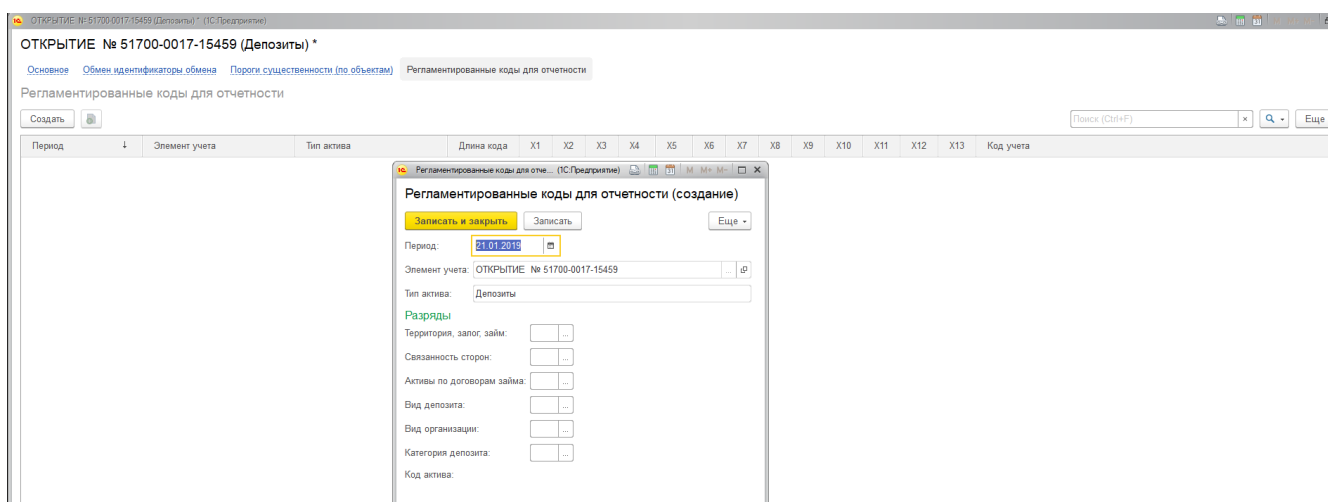 ОТКРЫТИЕ № 51700-0017-15459 (Депозиты) * (1С:Предприятие)
ОТКРЫТИЕ № 51700-0017-15459 (Депозиты) *
Основное Обмен идентификаторы обмена Пороги существенности (по объектам) Регламентированные коды для отчетности
Регламентированные коды для отчетности
Создать Поиск (Ctrl+F) × Еще
Период ↓ Элемент учета Тип актива Длина кода X1 X2 X3 X4 X5 X6 X7 X8 X9 X10 X11 X12 X13 Код учета
Регламентированные коды для отче... (1С:Предприятие) M M+ M-
Регламентированные коды для отчетности (создание)
Записать и закрыть Записать Еще
Период: 21.01.2019
Элемент учета: ОТКРЫТИЕ № 51700-0017-15459 ...
Тип актива: Депозиты
Разряды
Территория, залог, займ: ...
Связанность сторон: ...
Активы по договорам займа: ...
Вид депозита: ...
Вид организации: ...
Категория депозита: ...
Код актива: